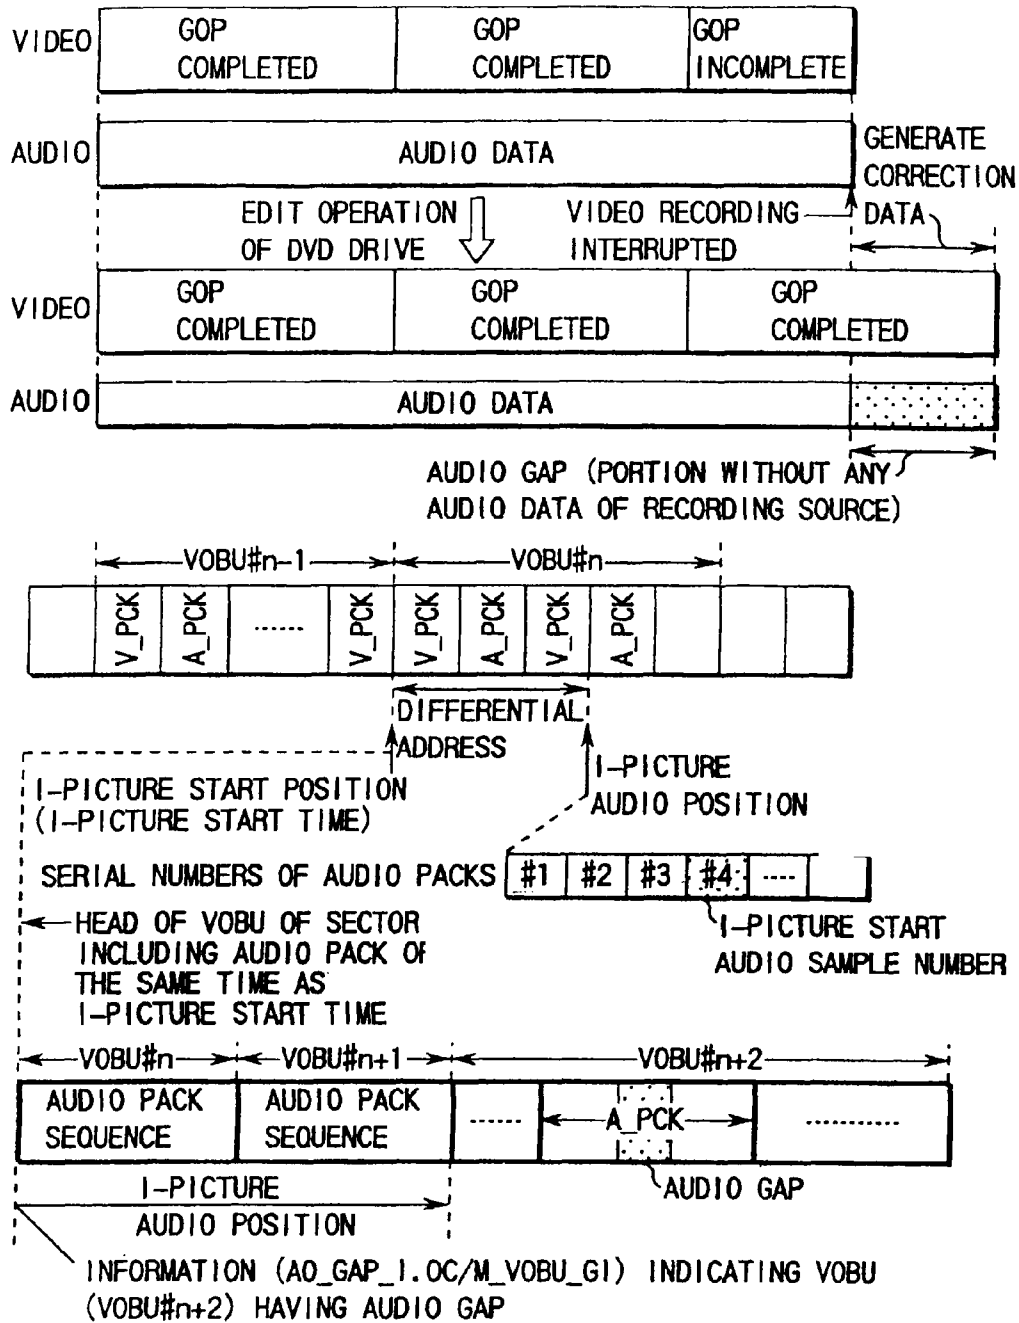 VIDEO
GOP COMPLETED
GOP COMPLETED
GOP INCOMPLETE
AUDIO
AUDIO DATA
GENERATE CORRECTION DATA
EDIT OPERATION OF DVD DRIVE
VIDEO RECORDING INTERRUPTED
VIDEO
GOP COMPLETED
GOP COMPLETED
GOP COMPLETED
AUDIO
AUDIO DATA
AUDIO GAP (PORTION WITHOUT ANY
AUDIO DATA OF RECORDING SOURCE)
VOBU#n-1
VOBU#n
V_PCK
A_PCK
......
V_PCK
V_PCK
A_PCK
V_PCK
A_PCK
DIFFERENTIAL
ADDRESS
I-PICTURE START POSITION
(I-PICTURE START TIME)
I-PICTURE
AUDIO POSITION
SERIAL NUMBERS OF AUDIO PACKS
#1 #2 #3 #4 ----
I-PICTURE START
AUDIO SAMPLE NUMBER
HEAD OF VOBU OF SECTOR
INCLUDING AUDIO PACK OF
THE SAME TIME AS
I-PICTURE START TIME
VOBU#n
VOBU#n+1
VOBU#n+2
AUDIO PACK
SEQUENCE
AUDIO PACK
SEQUENCE
......
A_PCK
............
AUDIO GAP
I-PICTURE
AUDIO POSITION
INFORMATION (A0_GAP_I.OC/M_VOBU_GI) INDICATING VOBU
(VOBU#n+2) HAVING AUDIO GAP